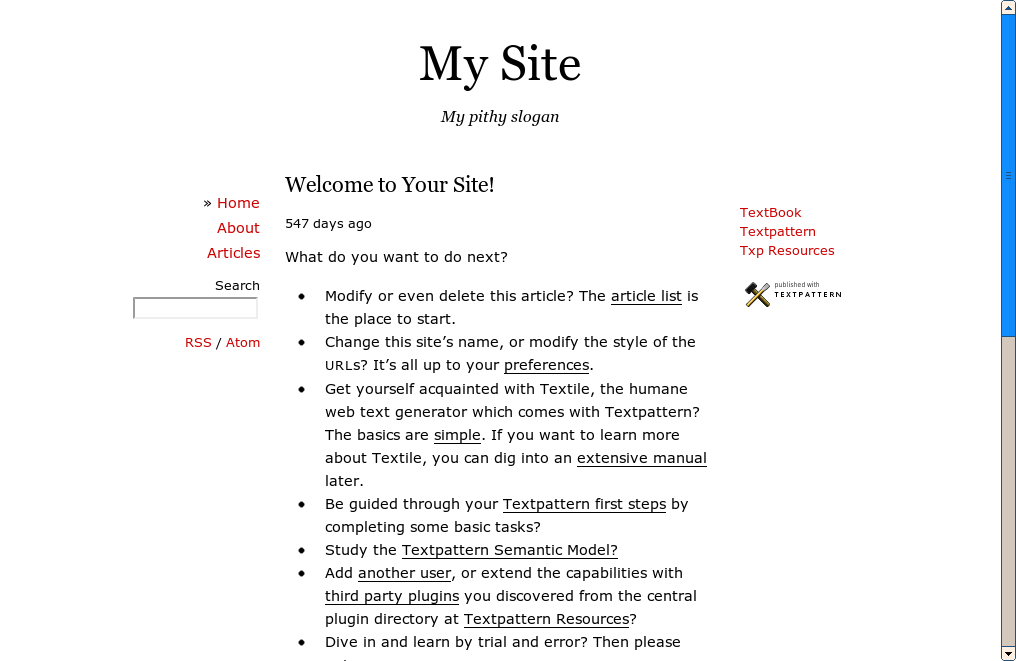 My Site
My pithy slogan
» Home
About
Articles
Search
RSS / Atom
Welcome to Your Site!
547 days ago
What do you want to do next?
Modify or even delete this article? The article list is
the place to start.
Change this site’s name, or modify the style of the
URLs? It’s all up to your preferences.
Get yourself acquainted with Textile, the humane
web text generator which comes with Textpattern?
The basics are simple. If you want to learn more
about Textile, you can dig into an extensive manual
later.
Be guided through your Textpattern first steps by
completing some basic tasks?
Study the Textpattern Semantic Model?
Add another user, or extend the capabilities with
third party plugins you discovered from the central
plugin directory at Textpattern Resources?
Dive in and learn by trial and error? Then please
TextBook
Textpattern
Txp Resources
published with
TEXTPATTERN